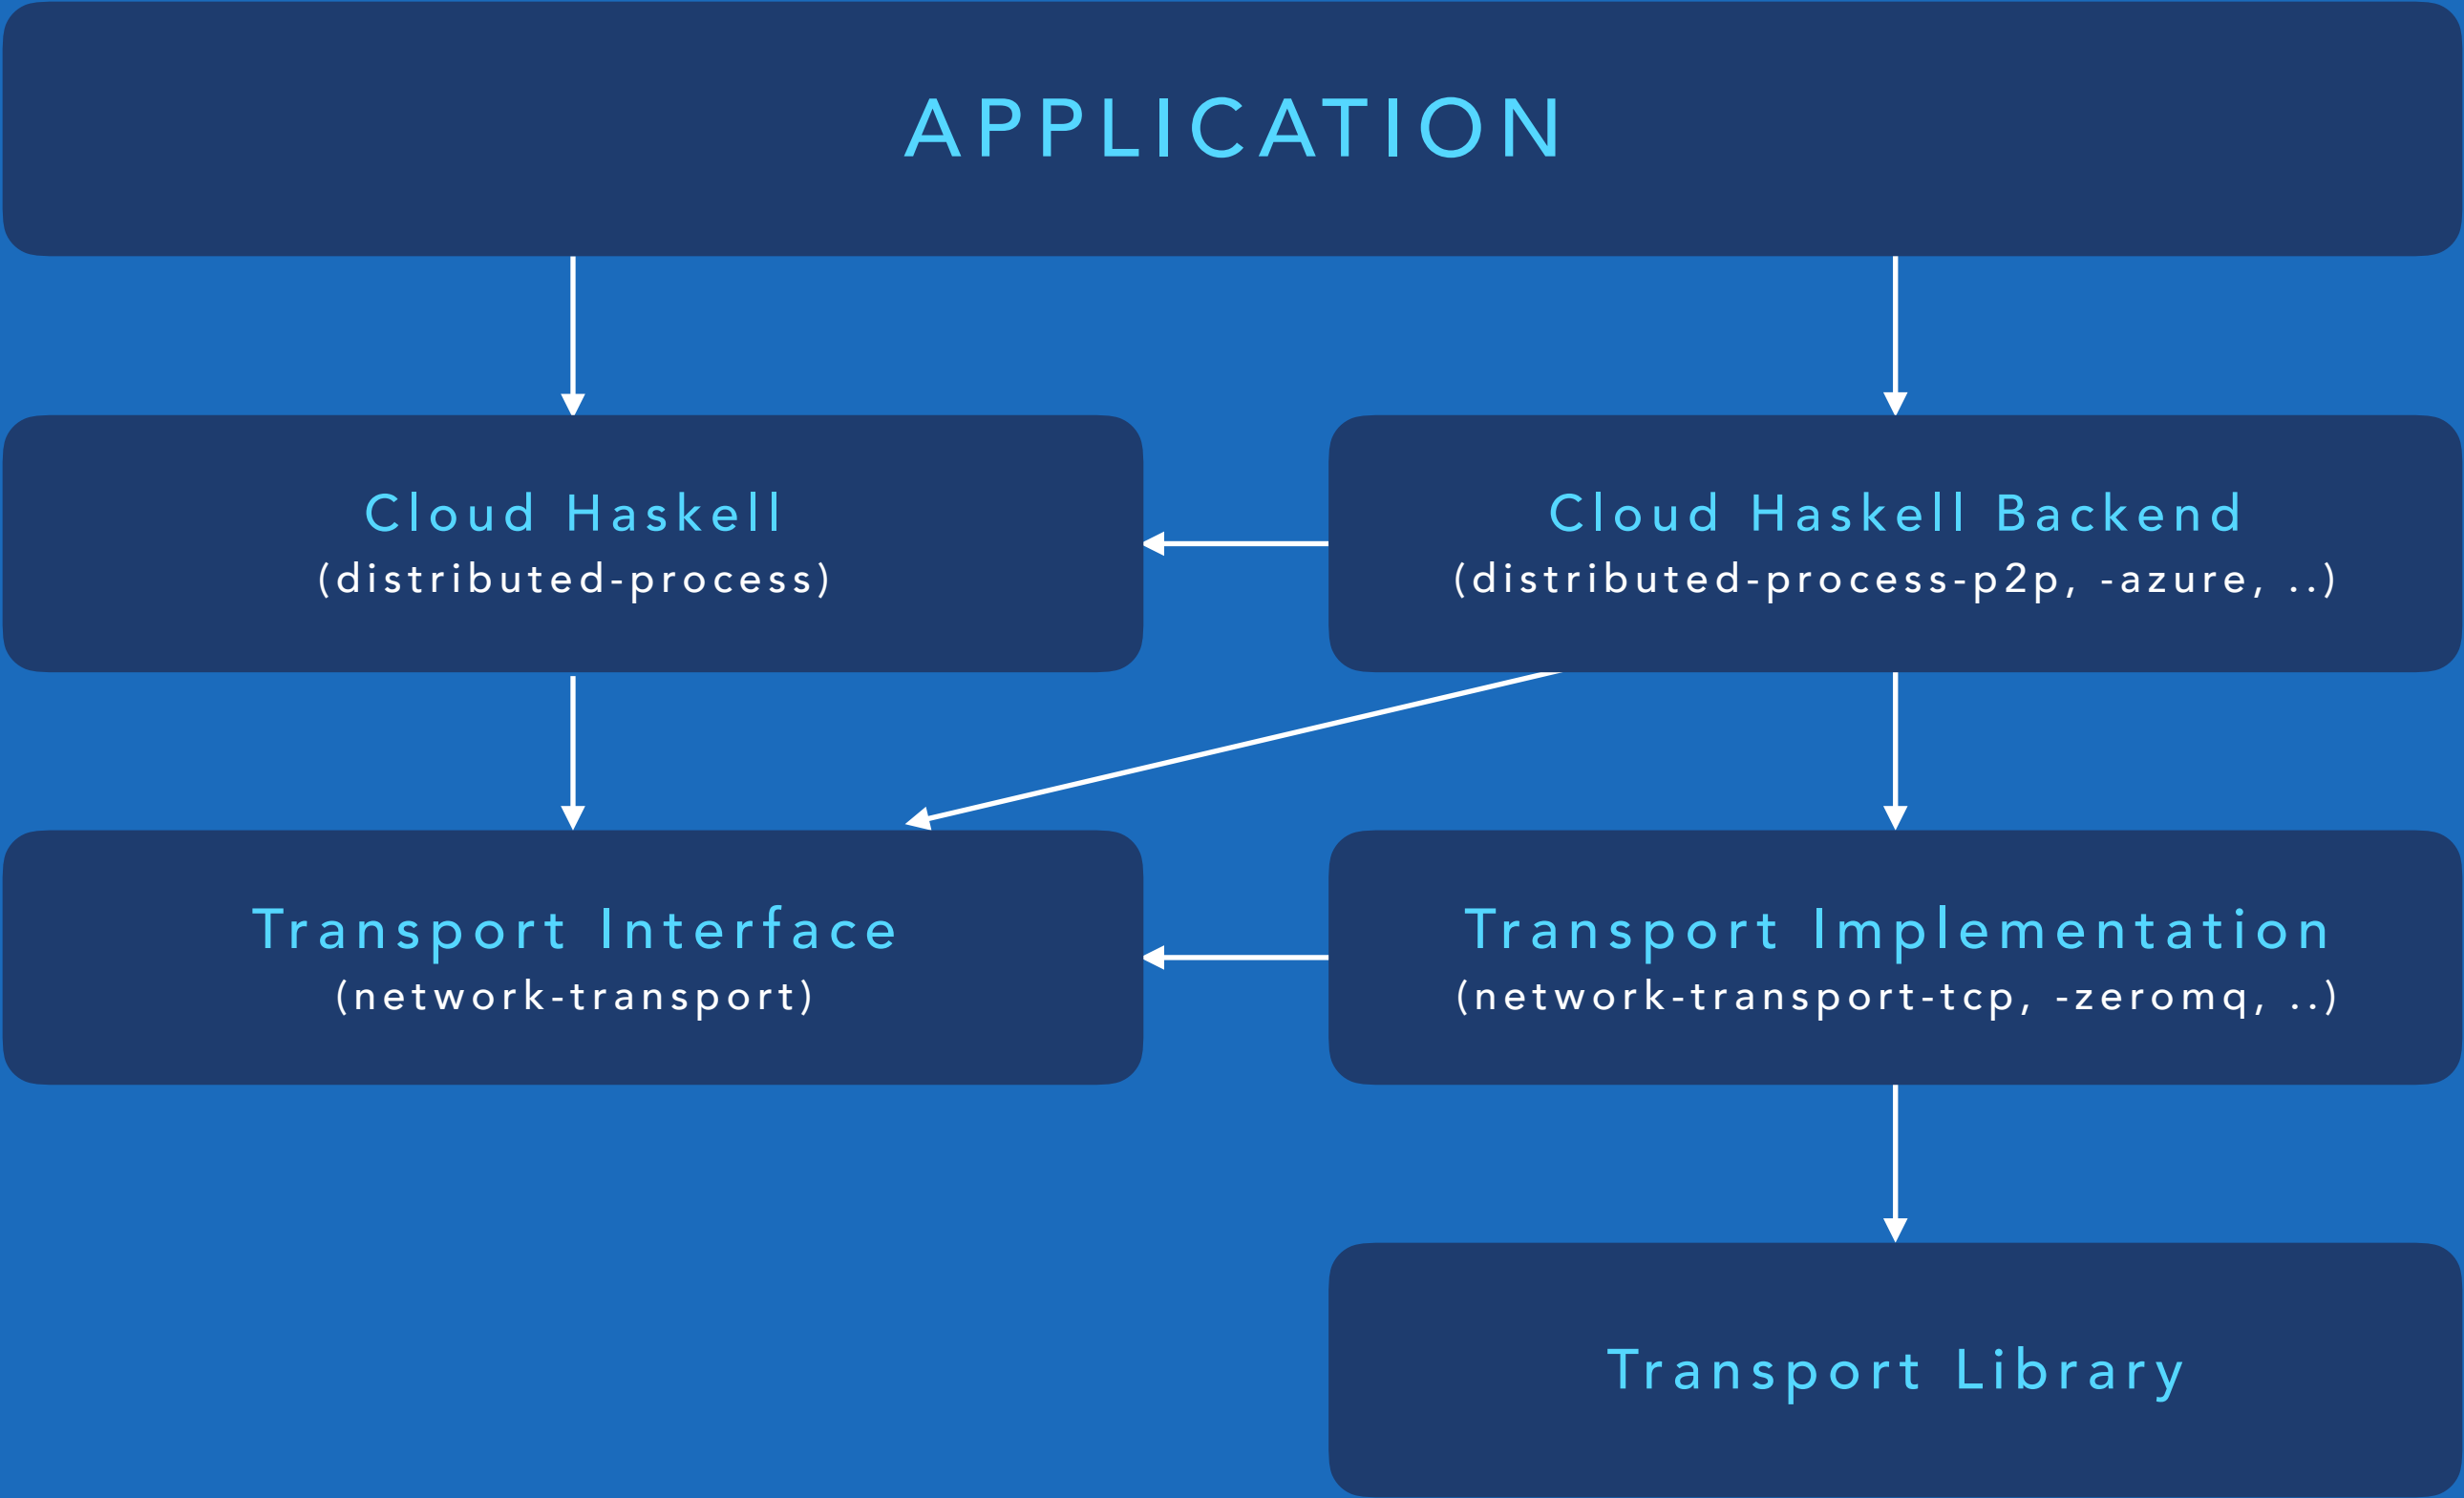 APPLICATION
Cloud Haskell
(distributed-process)
Cloud Haskell Backend
(distributed-process-p2p, -azure, ..)
Transport Interface
(network-transport)
Transport Implementation
(network-transport-tcp, -zeromq, ..)
Transport Library